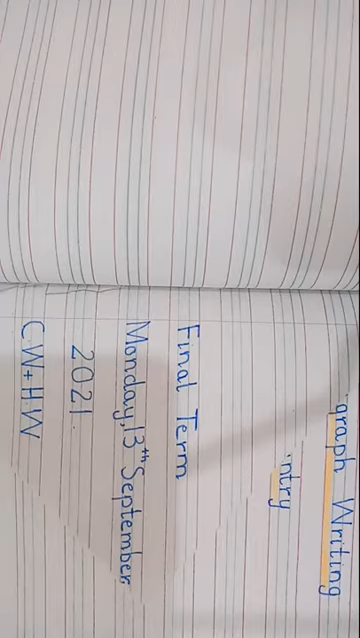 graph Writing
ntry
Final Term
Monday, 13th September
2021.
CW+HW